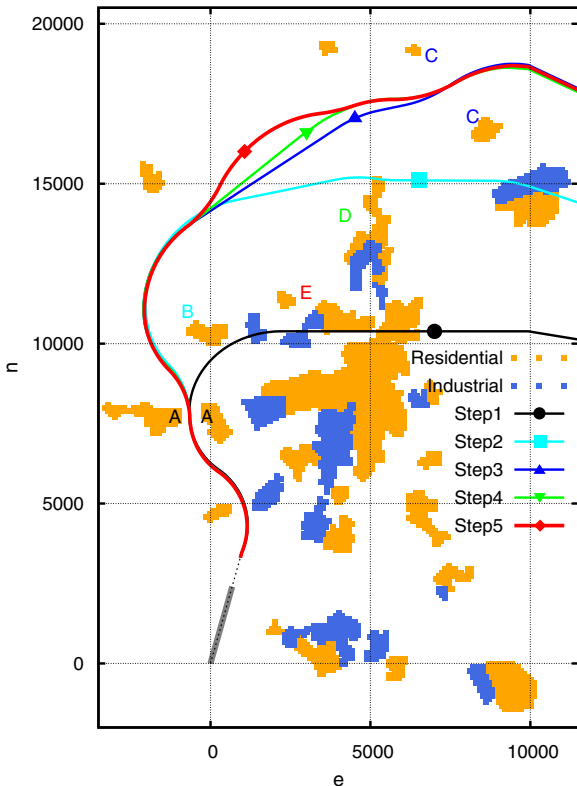 20000
C
C
15000
D
B
E
10000
n
Residential
Industrial
A
A
Step1
Step2
Step3
5000
Step4
Step5
0
0
5000
10000
e